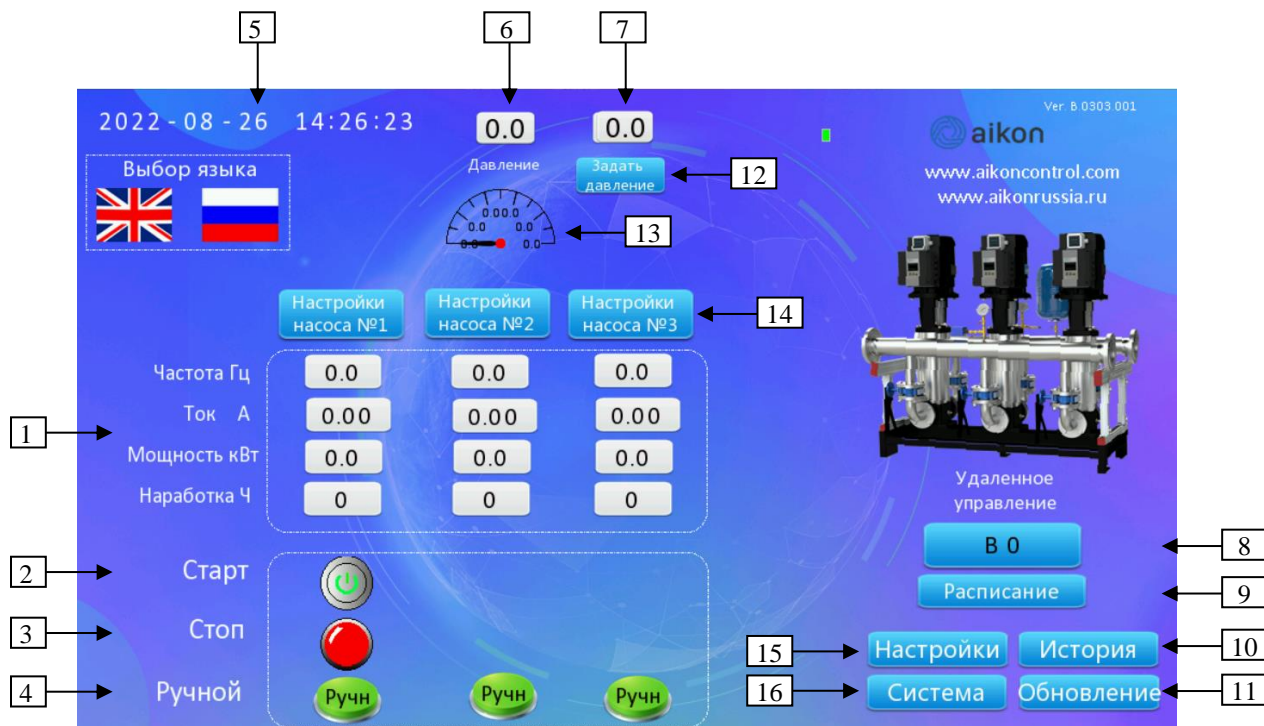 5
6
7
2022-08-26 14:26:23
0.0
0.0
Ver. B.0303.001
aikon
Выбор языка
Давление
Задать
давление
12
www.aikoncontrol.com
www.aikonrussia.ru
0.00.0
0.0 0.0
0.0 0.0
13
Настройки
насоса №1
Настройки
насоса №2
Настройки
насоса №3
14
1
Частота Гц 0.0 0.0 0.0
Ток А 0.00 0.00 0.00
Мощность кВт 0.0 0.0 0.0
Наработка Ч 0 0 0
Удаленное
управление
В 0
8
2
Старт
Расписание
9
3
Стоп
15
Настройки
История
10
4
Ручной
Ручн
Ручн
Ручн
16
Система
Обновление
11